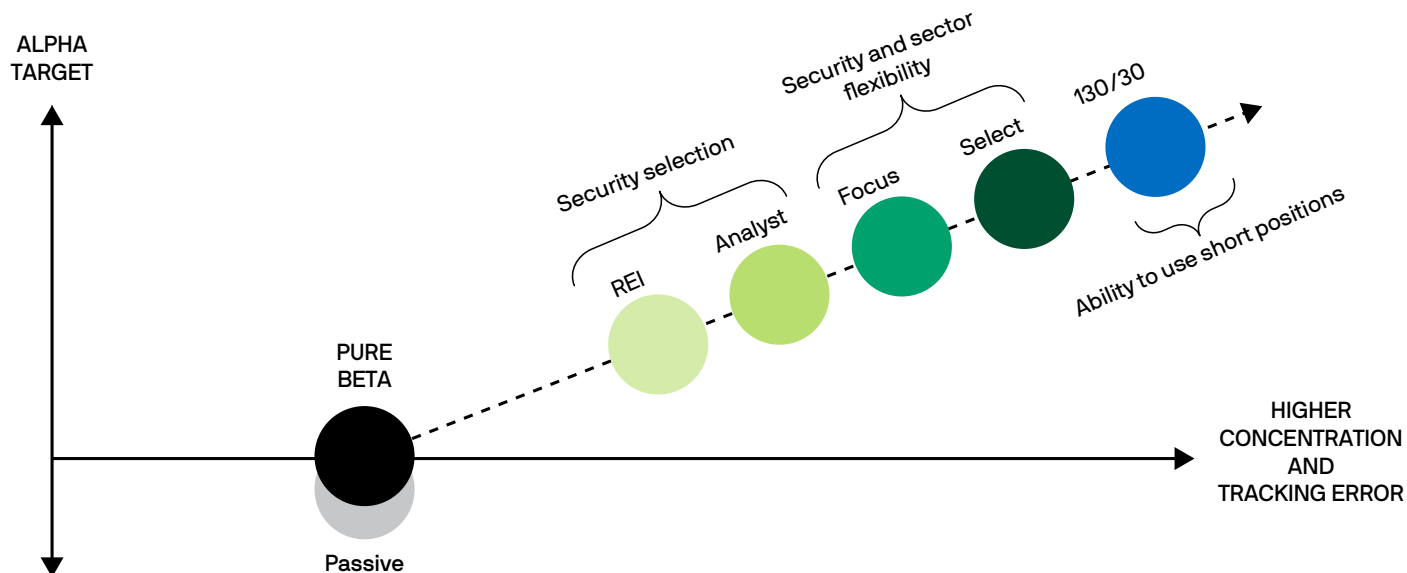 ALPHA
TARGET
Security and sector
flexibility
130/30
Security selection
Select
Focus
Analyst
REI
Ability to use short positions
PURE
BETA
HIGHER
CONCENTRATION
AND
TRACKING ERROR
Passive